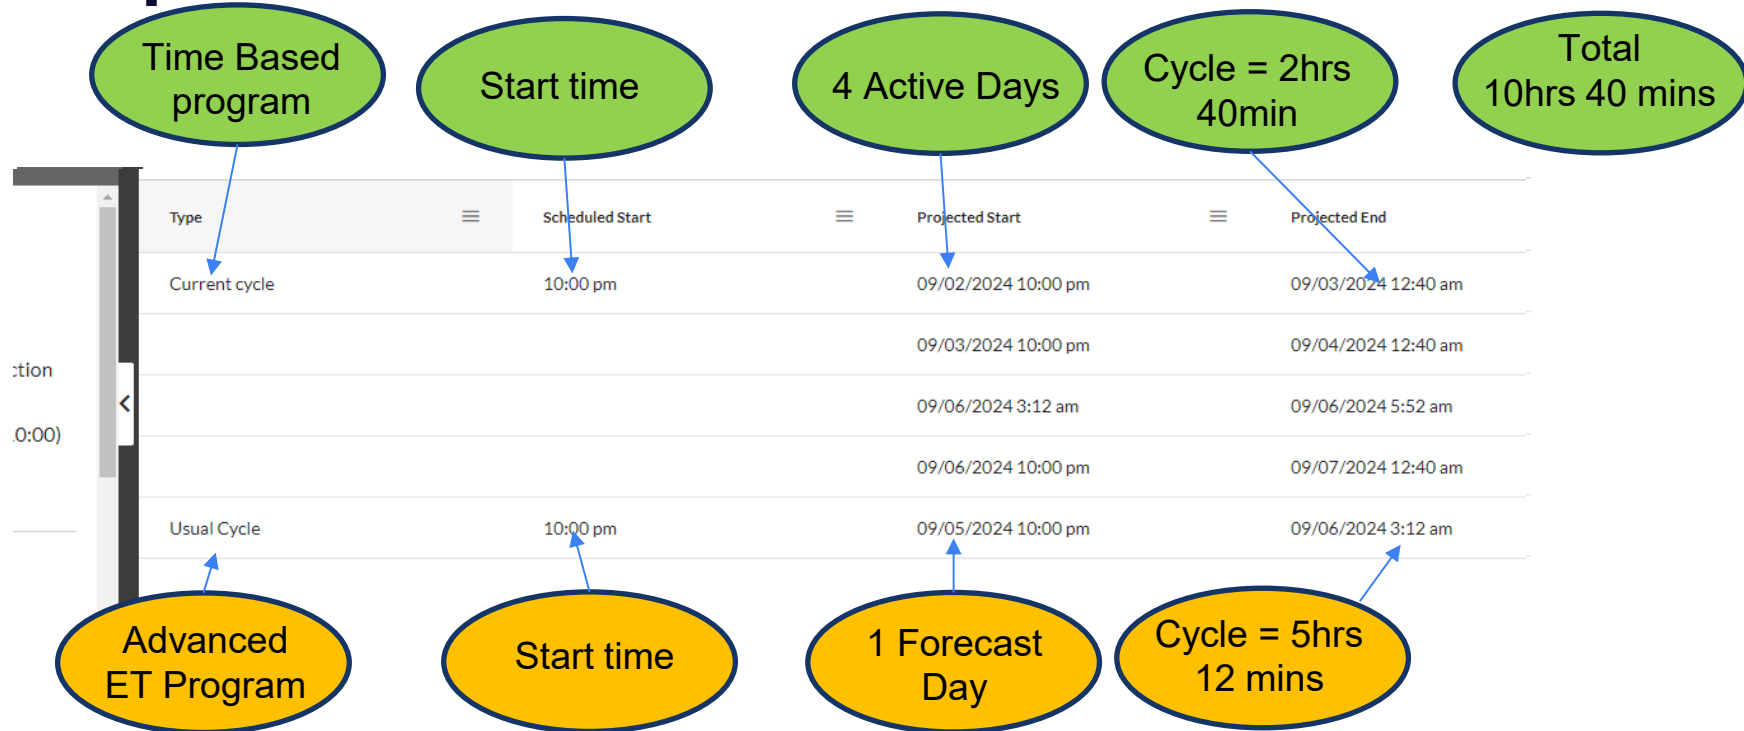 Time Based
program
Start time
4 Active Days
Cycle = 2hrs
40min
Total
10hrs 40 mins
Type
Scheduled Start
Projected Start
Projected End
Current cycle
10:00 pm
09/02/2024 10:00 pm
09/03/2024 12:40 am
09/03/2024 10:00 pm
09/04/2024 12:40 am
ction
09/06/2024 3:12 am
09/06/2024 5:52 am
0:00)
09/06/2024 10:00 pm
09/07/2024 12:40 am
Usual Cycle
10:00 pm
09/05/2024 10:00 pm
09/06/2024 3:12 am
Advanced
ET Program
Start time
1 Forecast
Day
Cycle = 5hrs
12 mins